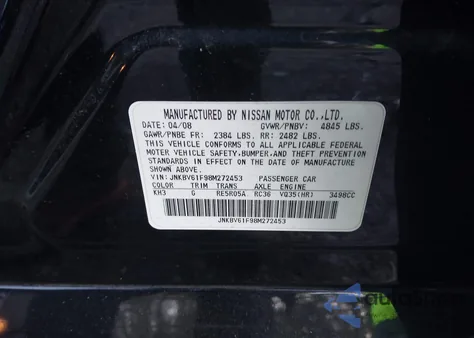 MANUFACTURED BY NISSAN MOTOR CO.,LTD.
DATE: 04/08 GVWR/PNBV: 4845 LBS.
GAWR/PNBE FR: 2384 LBS. RR: 2482 LBS.
THIS VEHICLE CONFORMS TO ALL APPLICABLE FEDERAL
MOTOR VEHICLE SAFETY,BUMPER,AND THEFT PREVENTION
STANDARDS IN EFFECT ON THE DATE OF MANUFACTURE
SHOWN ABOVE.
VIN: JNKBV61F98M272453 PASSENGER CAR
COLOR TRIM TRANS AXLE ENGINE
KH3 G RE5R05A RC36 VQ35(HR) 3498CC
JNKBV61F98M272453